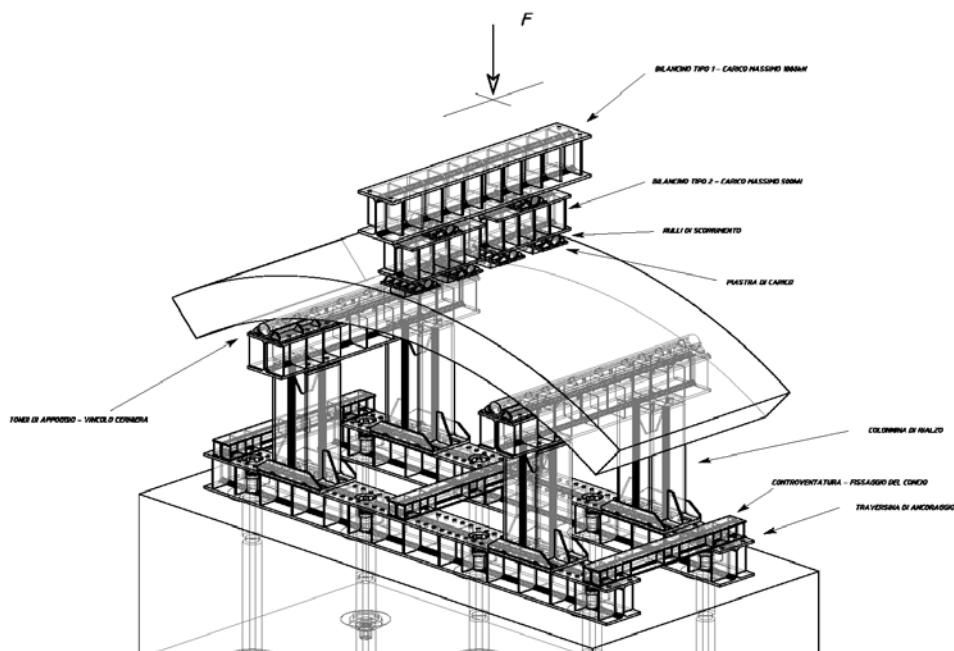 F
BILANCINO TIPO 1 - CARICO MASSIMO 1000kN
BILANCINO TIPO 2 - CARICO MASSIMO 500kN
RULLI DI SCORRIMENTO
PIASTRA DI CARICO
TONDI DI APPOGGIO - VINCOLO CERNIERA
COLONNINA DI RIALZO
CONTROVENTATURA - FISSAGGIO DEL CONCIO
TRAVERSINA DI ANCORAGGIO